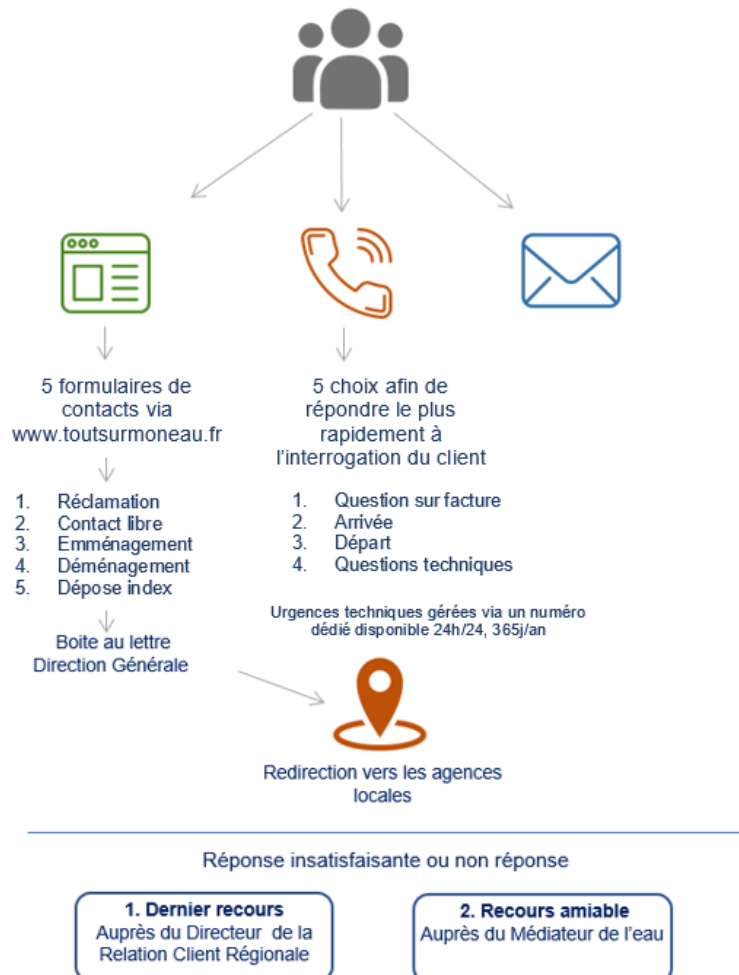 5 formulaires de
contacts via
www.toutsurmoneau.fr
1. Réclamation
2. Contact libre
3. Emménagement
4. Déménagement
5. Dépose index
Boite au lettre
Direction Générale
5 choix afin de
répondre le plus
rapidement à
l'interrogation du client
1. Question sur facture
2. Arrivée
3. Départ
4. Questions techniques
Urgences techniques gérées via un numéro
dédié disponible 24h/24, 365j/an
Redirection vers les agences
locales
Réponse insatisfaisante ou non réponse
1. Dernier recours
Auprès du Directeur de la
Relation Client Régionale
2. Recours amiable
Auprès du Médiateur de l'eau